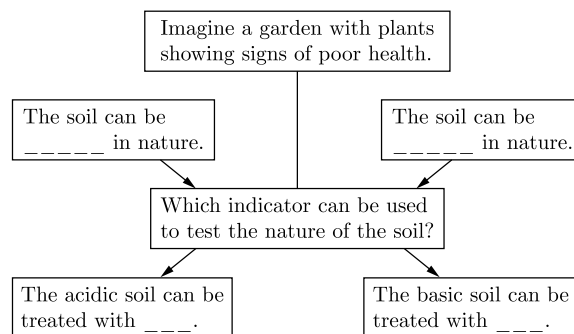 Imagine a garden with plants
showing signs of poor health.
The soil can be
_____ in nature.
The soil can be
_____ in nature.
Which indicator can be used
to test the nature of the soil?
The acidic soil can be
treated with ___.
The basic soil can be
treated with ___.